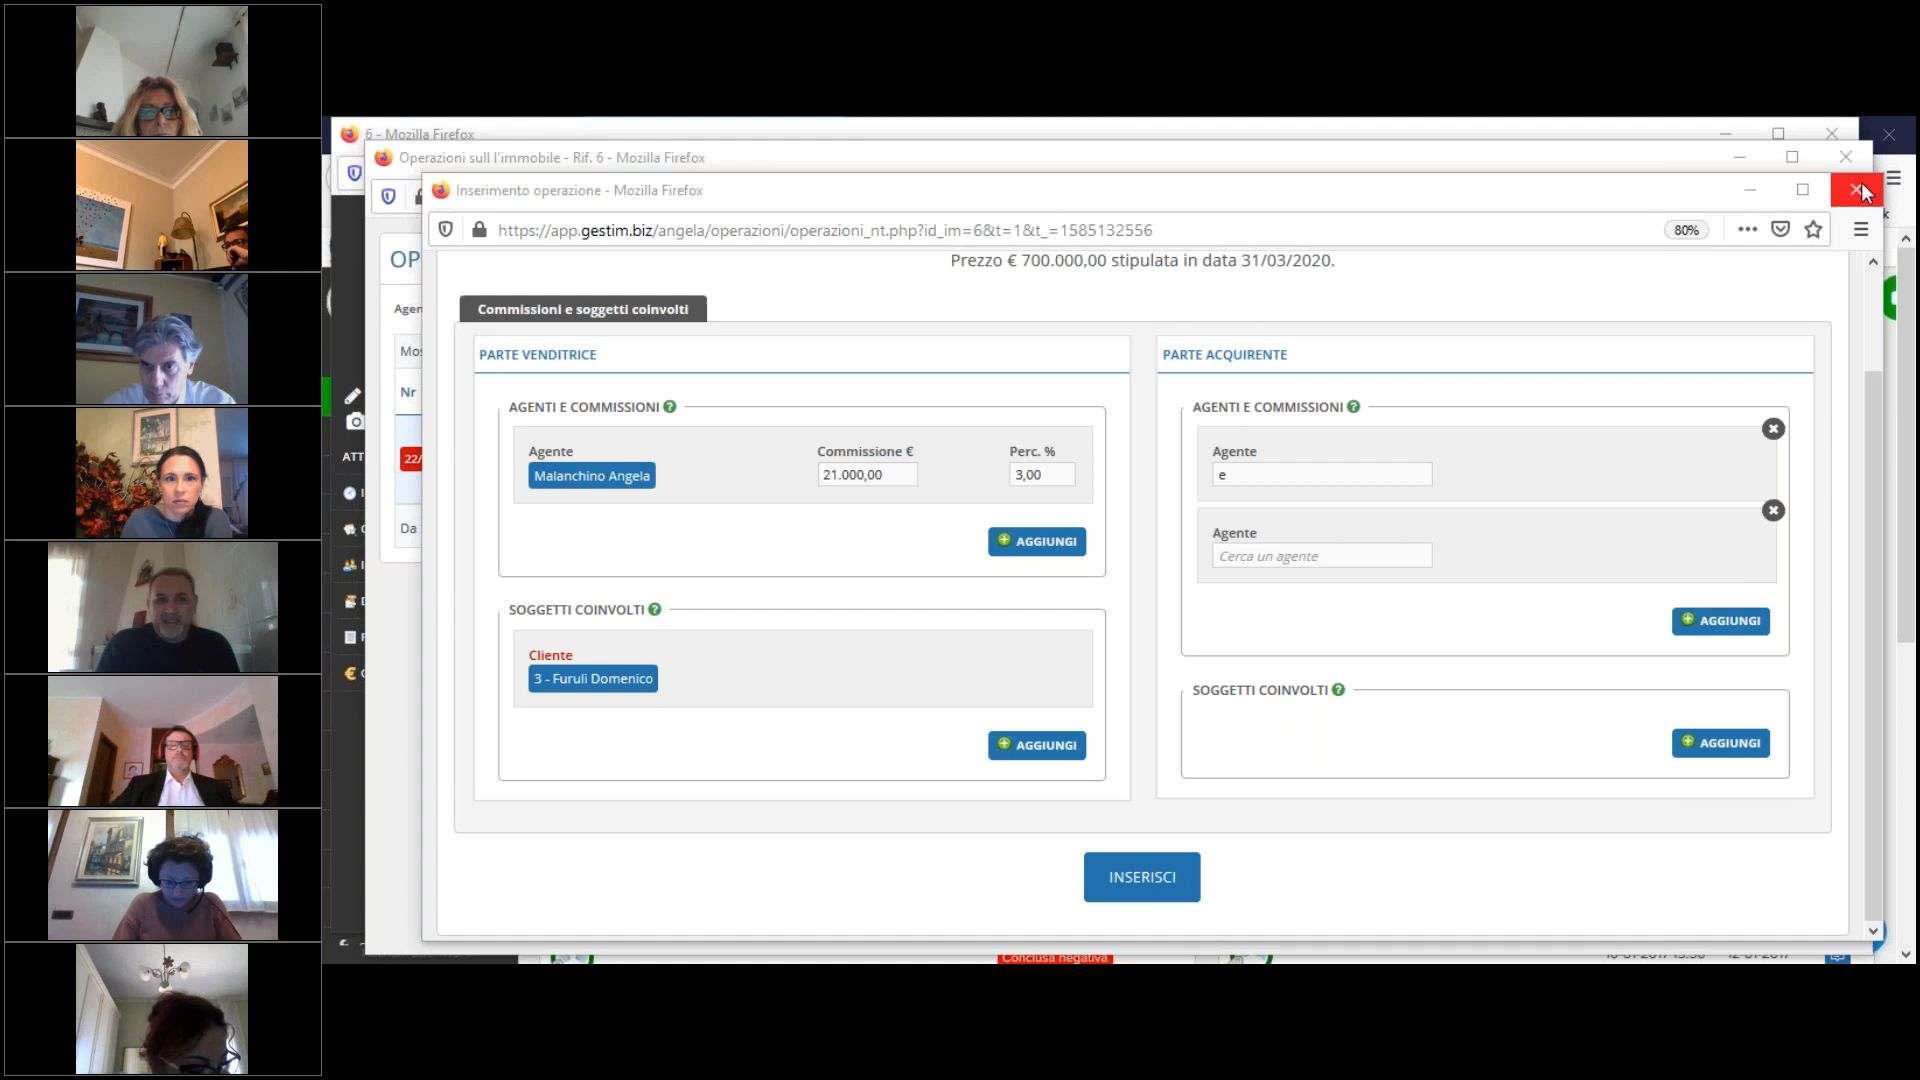 6 - Mozilla Firefox
Operazioni sull l'immobile - Rif. 6 - Mozilla Firefox
Inserimento operazione - Mozilla Firefox
https://app.gestim.biz/angela/operazioni/operazioni_nt.php?id_im=6&t=1&t_=1585132556
80%
Prezzo € 700.000,00 stipulata in data 31/03/2020.
OP
Agen
Mos
Nr
22/
Da
ATT
Commissioni e soggetti coinvolti
PARTE VENDITRICE
AGENTI E COMMISSIONI
Agente Commissione € Perc. %
Malanchino Angela 21.000,00 3,00
AGGIUNGI
SOGGETTI COINVOLTI
Cliente
3 - Furuli Domenico
AGGIUNGI
PARTE ACQUIRENTE
AGENTI E COMMISSIONI
Agente
e
Agente
Cerca un agente
AGGIUNGI
SOGGETTI COINVOLTI
AGGIUNGI
INSERISCI
Conclusa negativa